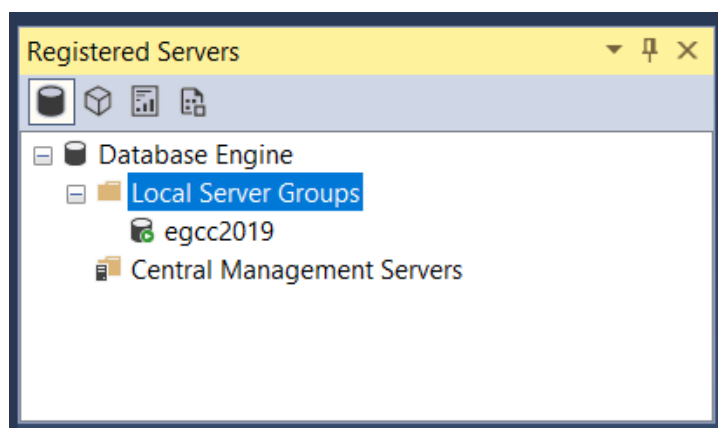 Registered Servers
Database Engine
Local Server Groups
egcc2019
Central Management Servers